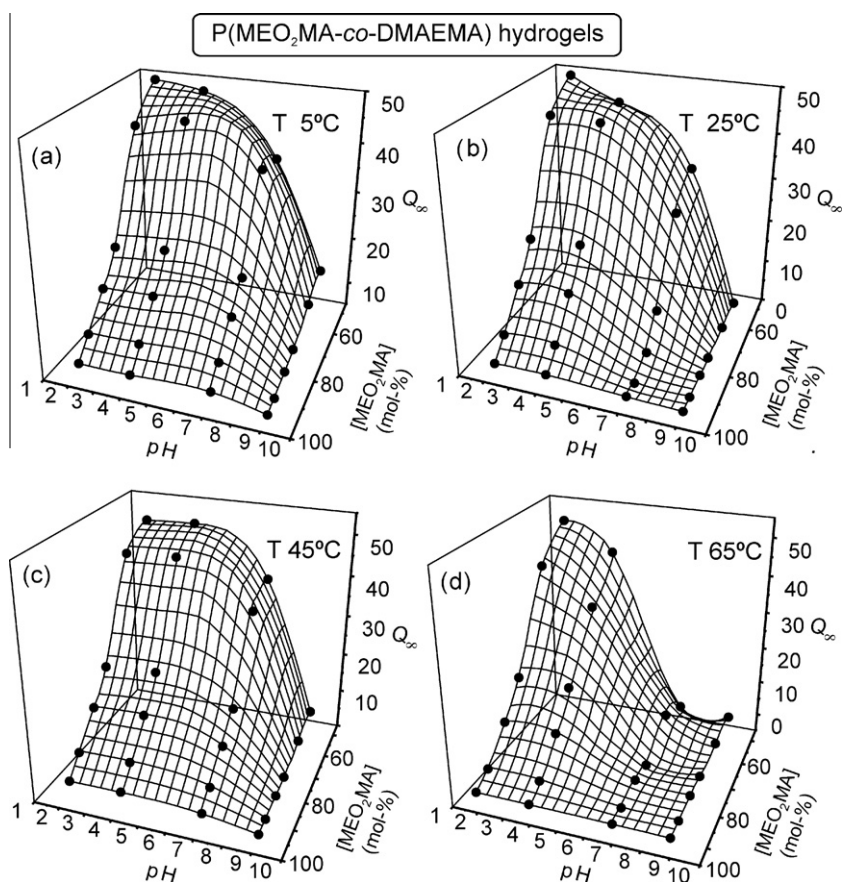 P(MEO₂MA-co-DMAEMA) hydrogels
(a)
T 5ºC
50
40
30
20
10
Q∞
60
80
100
[MEO₂MA]
(mol-%)
1 2 3 4 5 6 7 8 9 10
pH
(b)
T 25ºC
50
40
30
20
10
0
Q∞
60
80
100
[MEO₂MA]
(mol-%)
1 2 3 4 5 6 7 8 9 10
pH
(c)
T 45ºC
50
40
30
20
10
Q∞
60
80
100
[MEO₂MA]
(mol-%)
1 2 3 4 5 6 7 8 9 10
pH
(d)
T 65ºC
50
40
30
20
10
0
Q∞
60
80
100
[MEO₂MA]
(mol-%)
1 2 3 4 5 6 7 8 9 10
pH